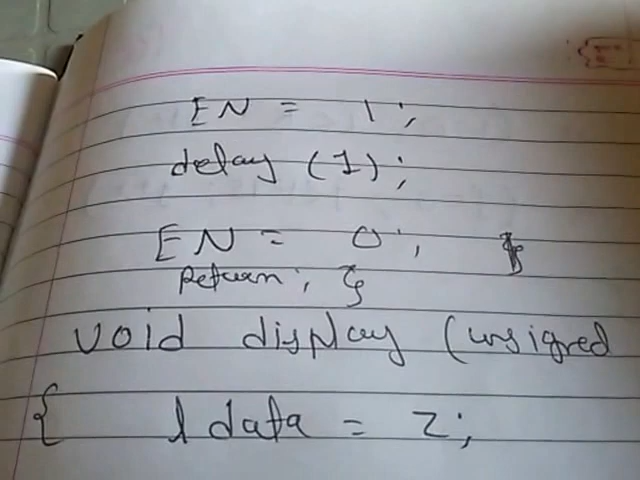 EN = 1;
delay (1);
EN = 0;
Return; }
void display (unsigned
{ ldata = z;